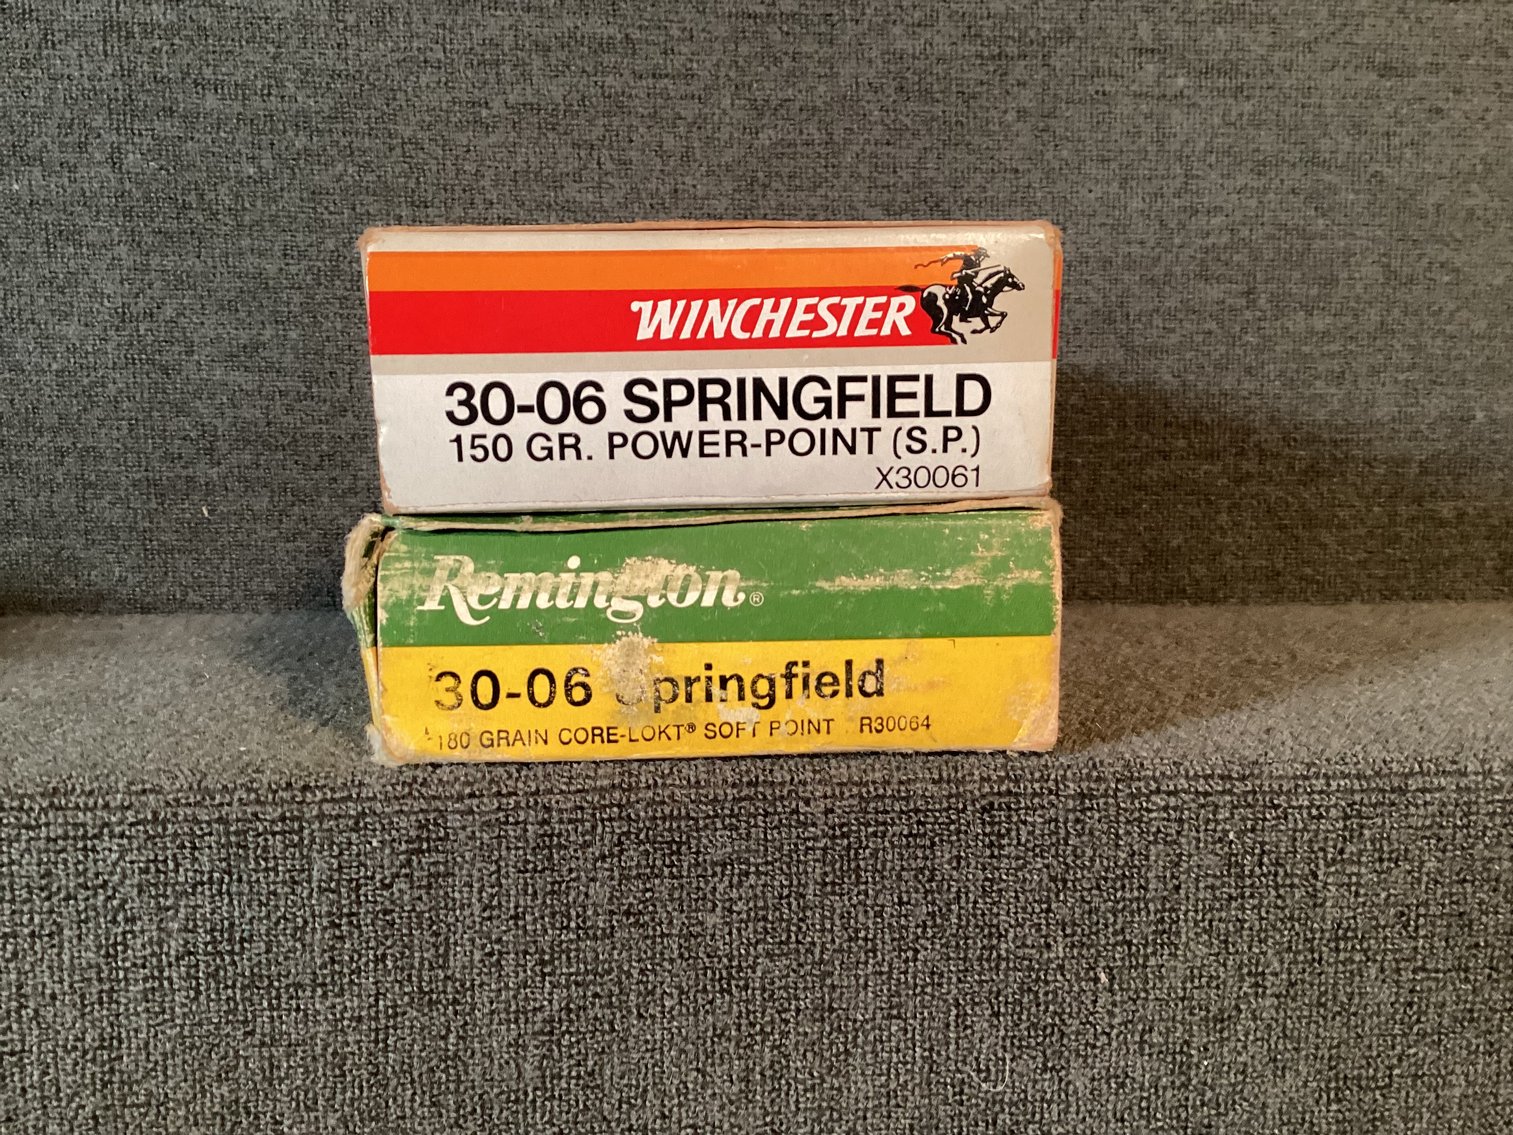 WINCHESTER
30-06 SPRINGFIELD
150 GR. POWER-POINT (S.P.)
X30061
Remington®
30-06 Springfield
180 GRAIN CORE-LOKT® SOFT POINT R30064